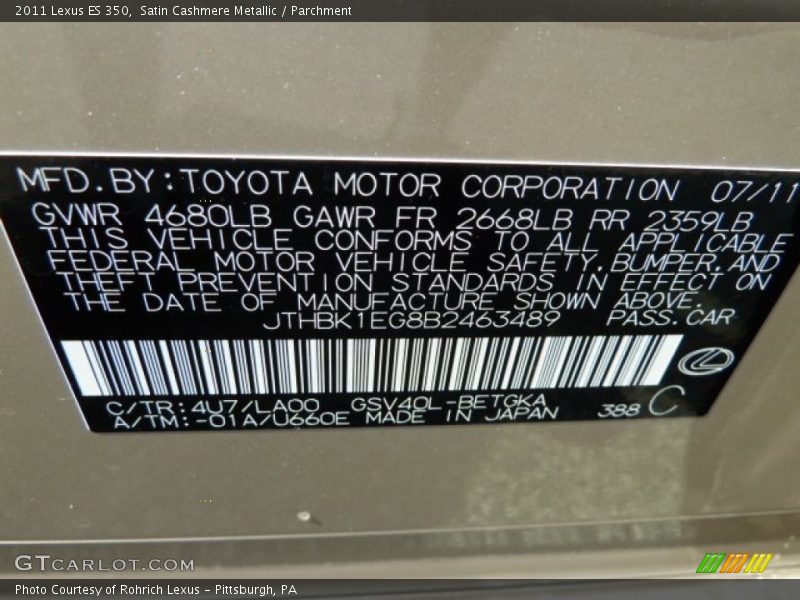 2011 Lexus ES 350, Satin Cashmere Metallic / Parchment
MFD.BY:TOYOTA MOTOR CORPORATION 07/11
GVWR 4680LB GAWR FR 2668LB RR 2359LB
THIS VEHICLE CONFORMS TO ALL APPLICABLE
FEDERAL MOTOR VEHICLE SAFETY,BUMPER,AND
THEFT PREVENTION STANDARDS IN EFFECT ON
THE DATE OF MANUFACTURE SHOWN ABOVE.
JTHBK1EG8B2463489 PASS.CAR
C/TR:4U7/LA00 GSV40L-BETGKA
A/TM:-01A/U660E MADE IN JAPAN 388 C
GTCARLOT.COM
Photo Courtesy of Rohrich Lexus - Pittsburgh, PA